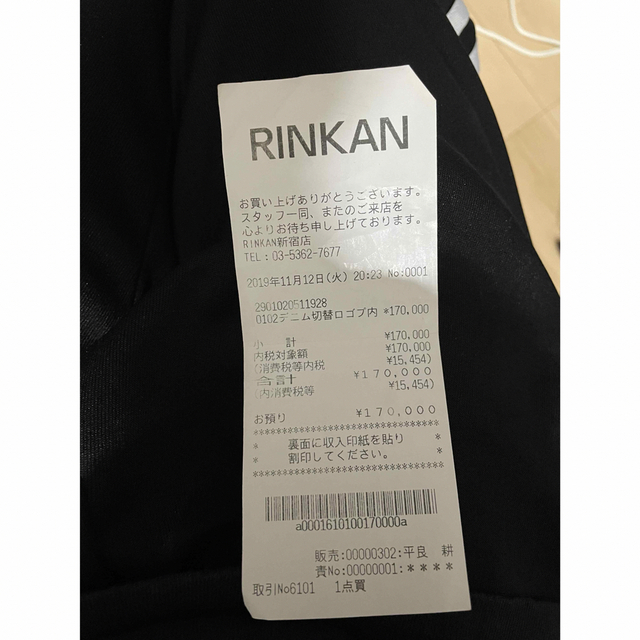 RINKAN
お買い上げありがとうございます。
スタッフ一同、またのご来店を
心よりお待ち申し上げております。
RINKAN新宿店
TEL:03-5362-7677
2019年11月12日(火) 20:23 No:0001
2901020511928
0102デニム切替ロゴプ内 *170,000
小 計 ¥170,000
内税対象額 ¥170,000
(消費税等内税 ¥15,454)
合計 ¥170,000
(内消費税等 ¥15,454)
お預り ¥170,000
******************************
* 裏面に収入印紙を貼り *
* 割印してください。 *
******************************
a0001610100170000a
販売:00000302:平良 耕
責No:00000001:****
取引No6101 1点買